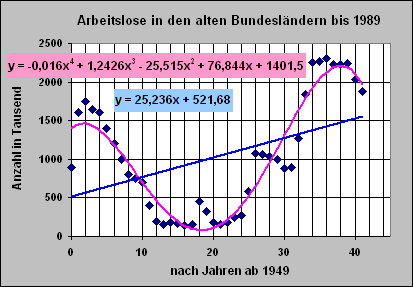 Arbeitslose in den alten Bundesländern bis 1989
Anzahl in Tausend
2500
2000
1500
1000
500
0
y = -0,016x⁴ + 1,2426x³ - 25,515x² + 76,844x + 1401,5
y = 25,236x + 521,68
0 10 20 30 40
nach Jahren ab 1949